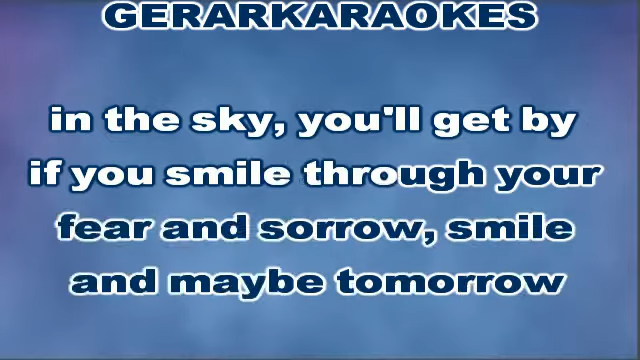 GERARKARAOKES
in the sky, you'll get by
if you smile through your
fear and sorrow, smile
and maybe tomorrow